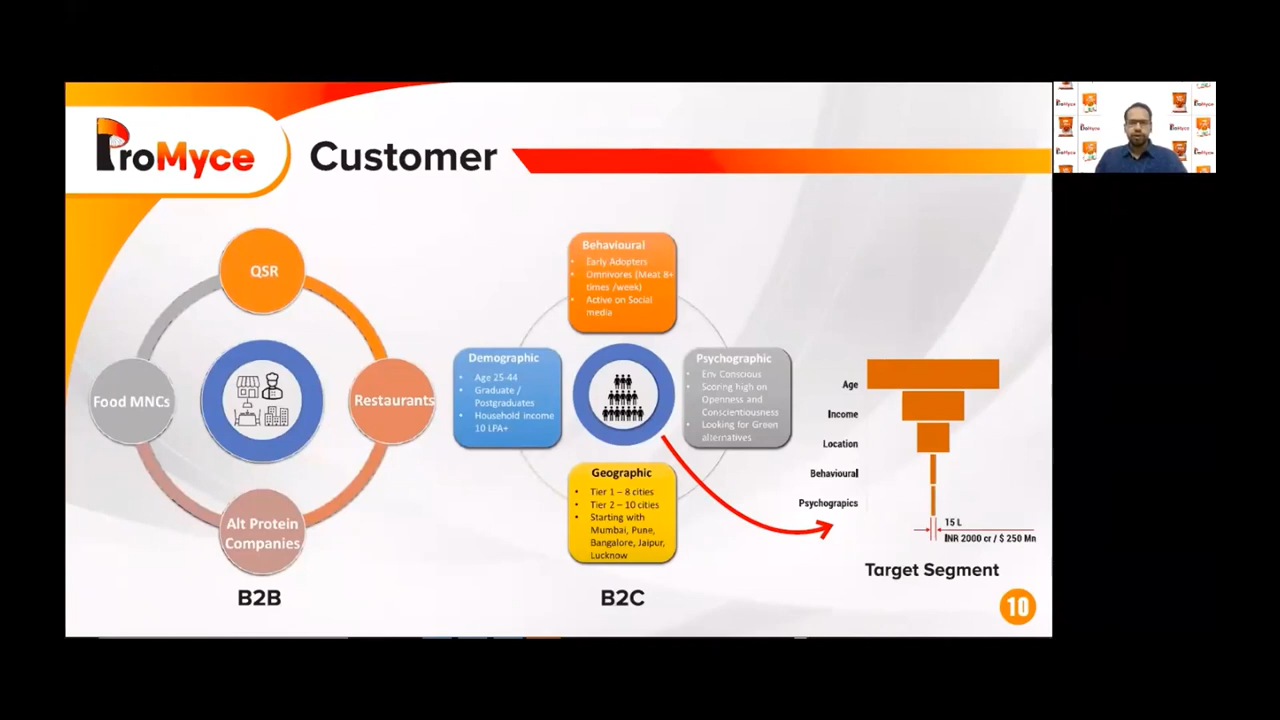 ProMyce
Customer
QSR
Food MNCs
Restaurants
Alt Protein
Companies
B2B
Behavioural
• Early Adopters
• Omnivores (Meat 8+
times /week)
• Active on Social
media
Demographic
• Age 25-44
• Graduate /
Postgraduates
• Household income
10 LPA+
Psychographic
• Env Conscious
• Scoring high on
Openness and
Conscientiousness
• Looking for Green
alternatives
Geographic
• Tier 1 – 8 cities
• Tier 2 – 10 cities
• Starting with
Mumbai, Pune,
Bangalore, Jaipur,
Lucknow
B2C
Age
Income
Location
Behavioural
Psychograpics
15 L
INR 2000 cr / $ 250 Mn
Target Segment
10